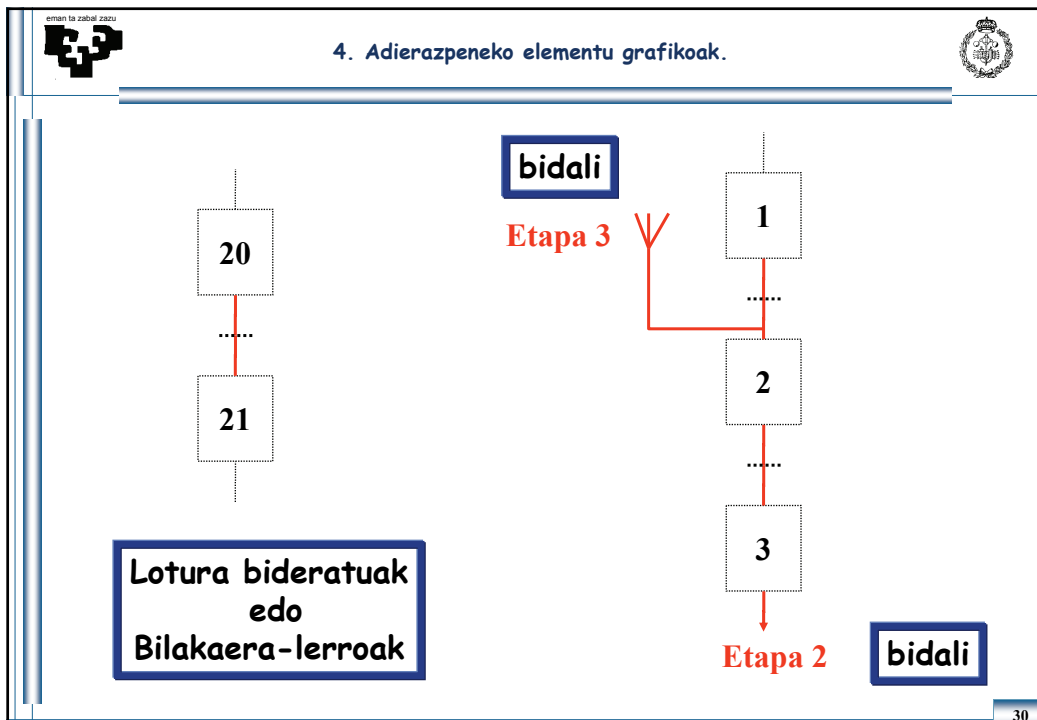 eman ta zabal zazu
4. Adierazpeneko elementu grafikoak.
20
......
21
Lotura bideratuak
edo
Bilakaera-lerroak
bidali
Etapa 3
1
......
2
......
3
Etapa 2
bidali
30